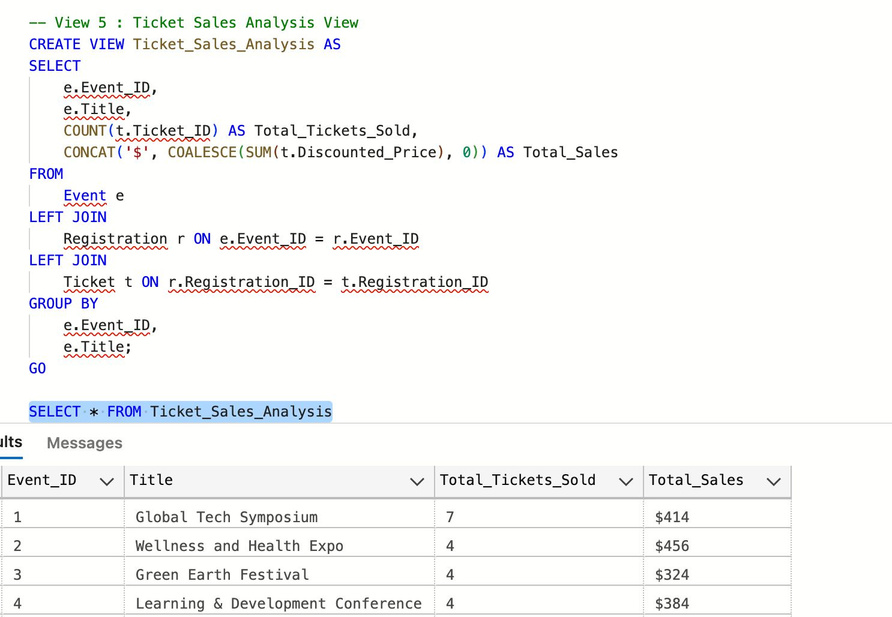 -- View 5 : Ticket Sales Analysis View
CREATE VIEW Ticket_Sales_Analysis AS
SELECT
e.Event_ID,
e.Title,
COUNT(t.Ticket_ID) AS Total_Tickets_Sold,
CONCAT('$', COALESCE(SUM(t.Discounted_Price), 0)) AS Total_Sales
FROM
Event e
LEFT JOIN
Registration r ON e.Event_ID = r.Event_ID
LEFT JOIN
Ticket t ON r.Registration_ID = t.Registration_ID
GROUP BY
e.Event_ID,
e.Title;
GO
SELECT * FROM Ticket_Sales_Analysis
ults Messages
Event_ID Title Total_Tickets_Sold Total_Sales
1 Global Tech Symposium 7 $414
2 Wellness and Health Expo 4 $456
3 Green Earth Festival 4 $324
4 Learning & Development Conference 4 $384